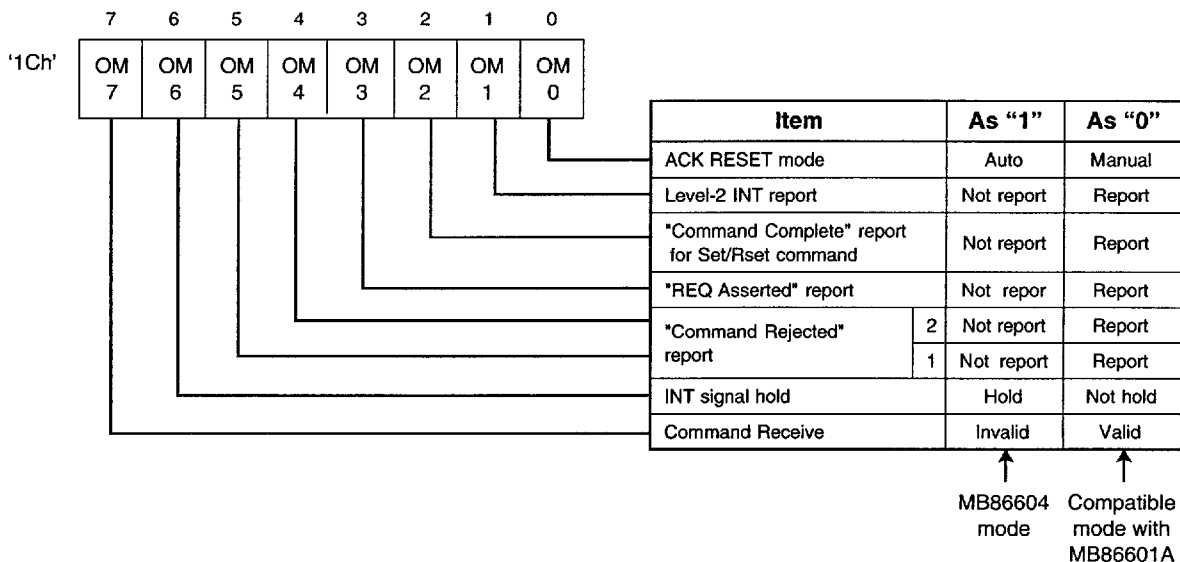 7 6 5 4 3 2 1 0
'1Ch' OM 7 OM 6 OM 5 OM 4 OM 3 OM 2 OM 1 OM 0
Item As "1" As "0"
ACK RESET mode Auto Manual
Level-2 INT report Not report Report
"Command Complete" report
for Set/Rset command Not report Report
"REQ Asserted" report Not repor Report
"Command Rejected"
report
2 Not report Report
1 Not report Report
INT signal hold Hold Not hold
Command Receive Invalid Valid
MB86604
mode
Compatible
mode with
MB86601A